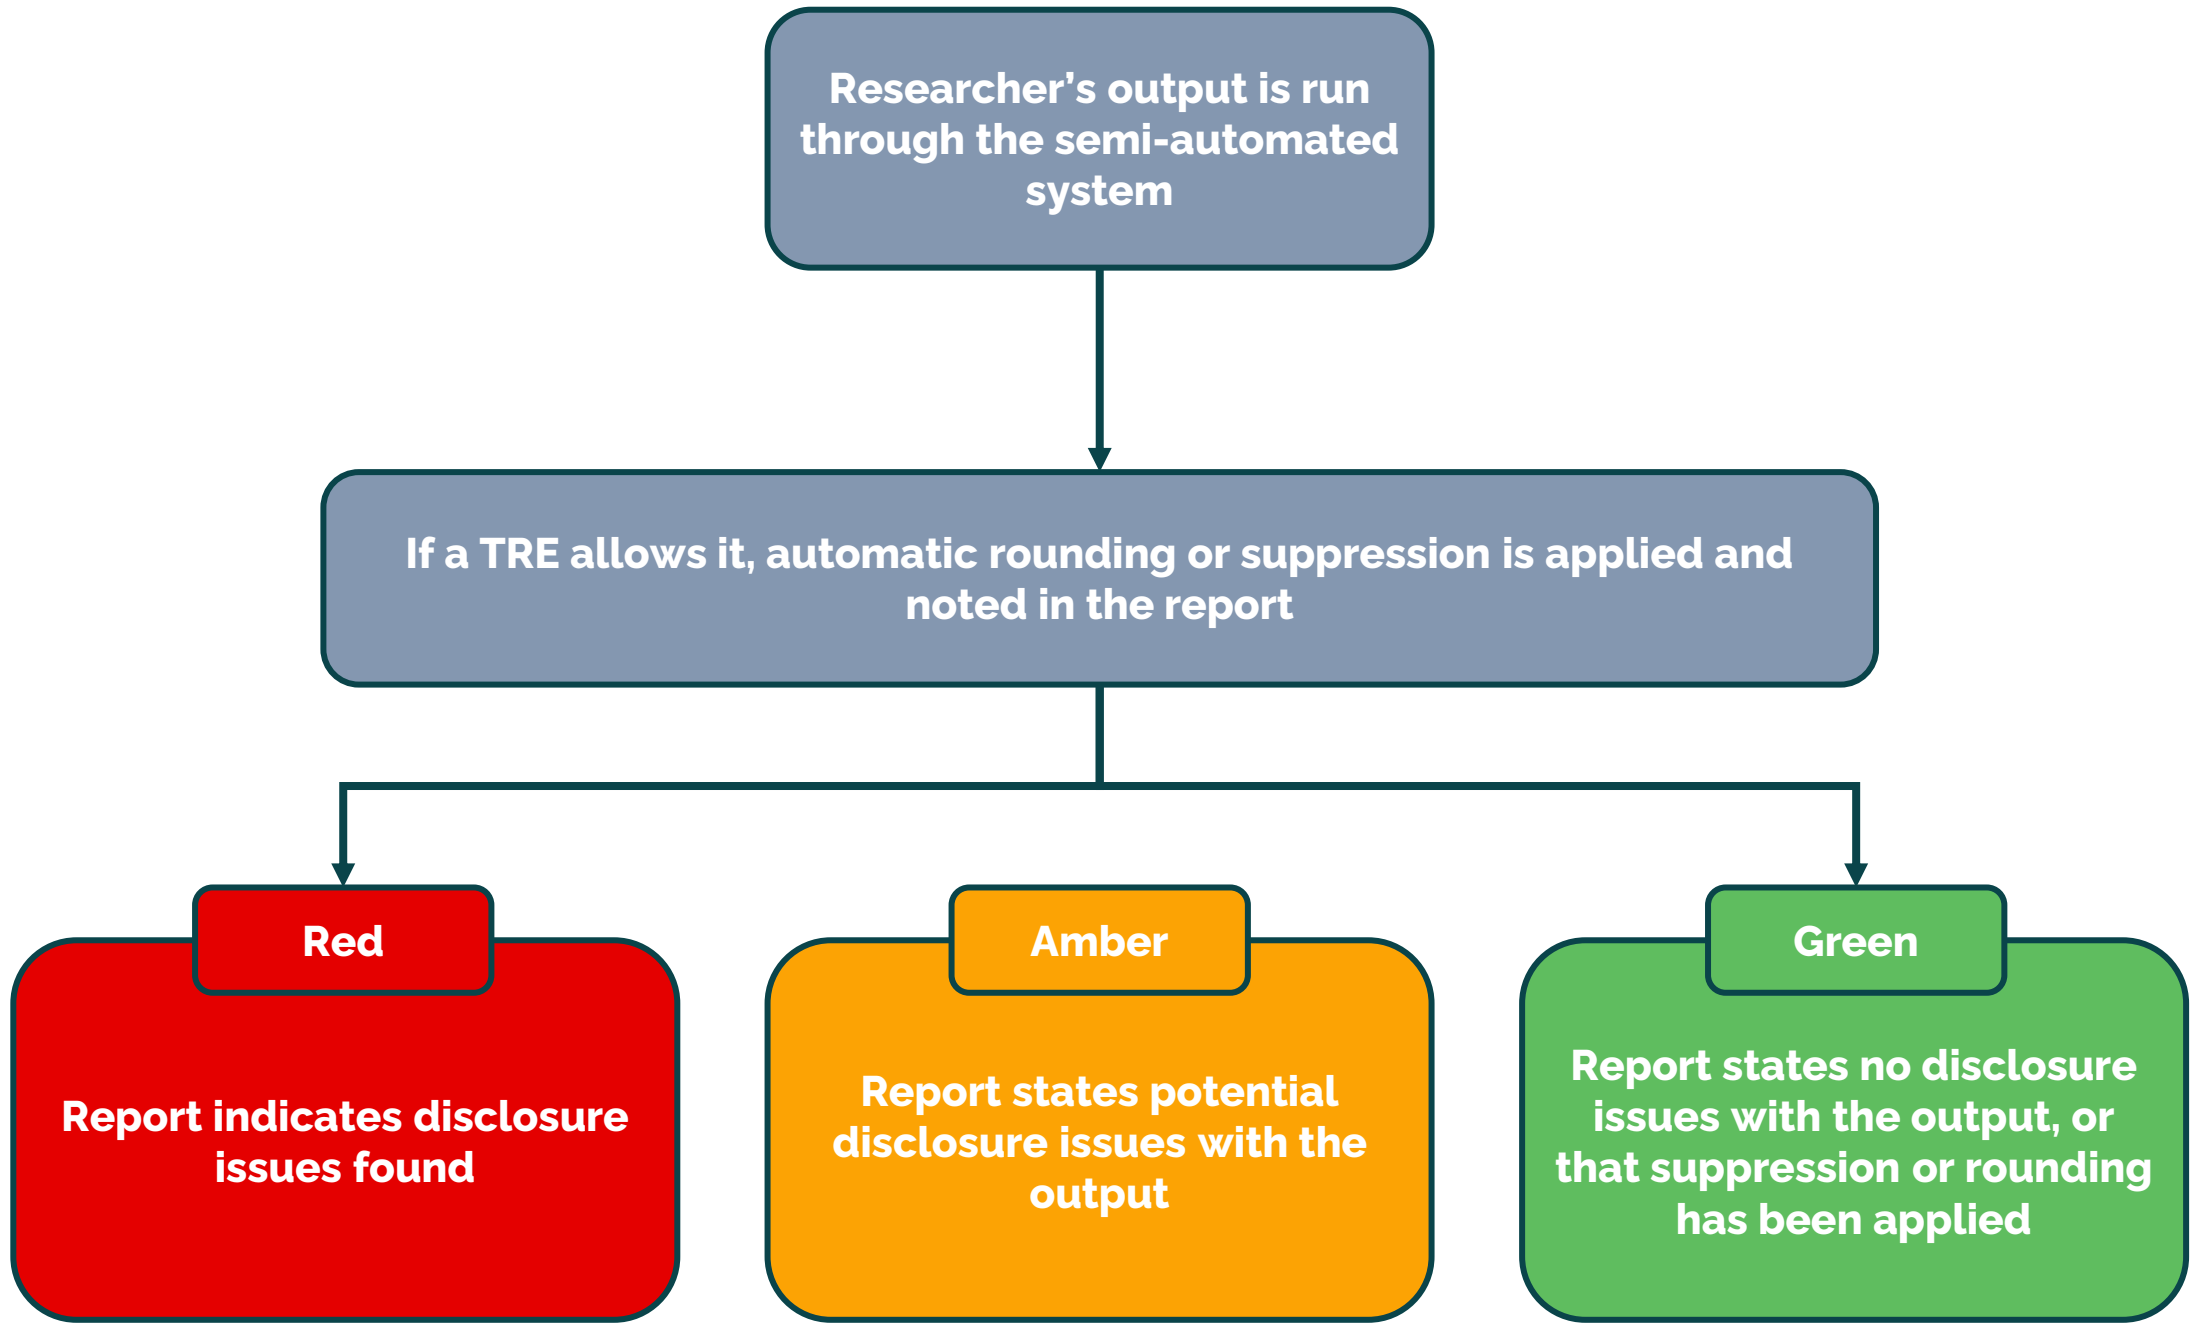 Researcher’s output is run
through the semi-automated
system
If a TRE allows it, automatic rounding or suppression is applied and
noted in the report
Red
Report indicates disclosure
issues found
Amber
Report states potential
disclosure issues with the
output
Green
Report states no disclosure
issues with the output, or
that suppression or rounding
has been applied